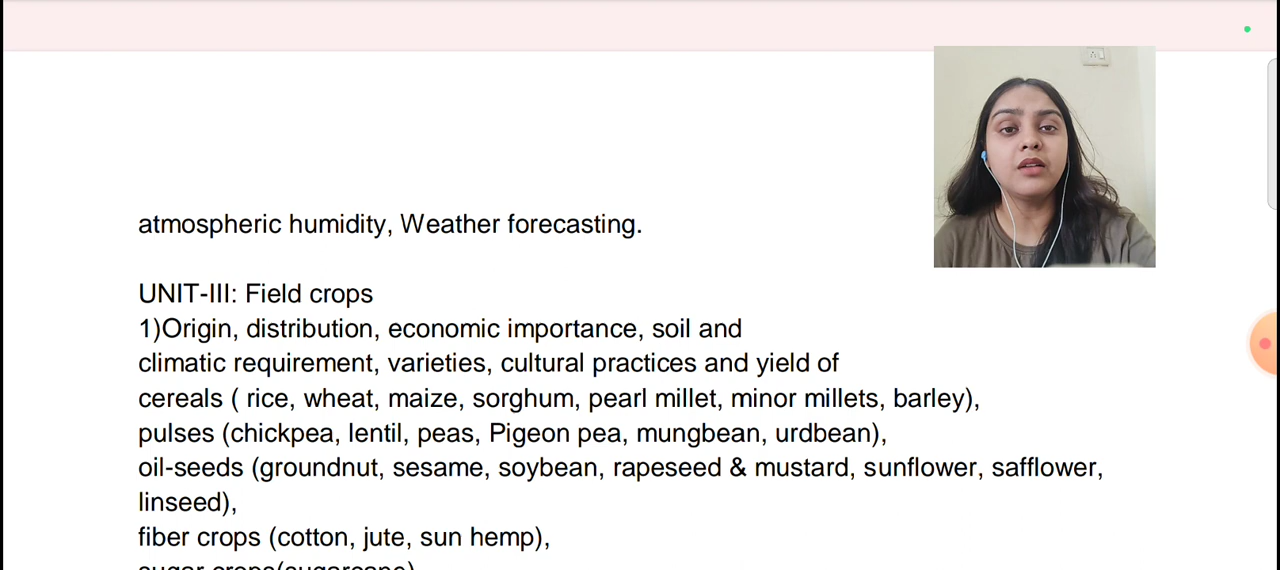 atmospheric humidity, Weather forecasting.
UNIT-III: Field crops
1)Origin, distribution, economic importance, soil and
climatic requirement, varieties, cultural practices and yield of
cereals ( rice, wheat, maize, sorghum, pearl millet, minor millets, barley),
pulses (chickpea, lentil, peas, Pigeon pea, mungbean, urdbean),
oil-seeds (groundnut, sesame, soybean, rapeseed & mustard, sunflower, safflower,
linseed),
fiber crops (cotton, jute, sun hemp),
sugar crops(sugarcane)